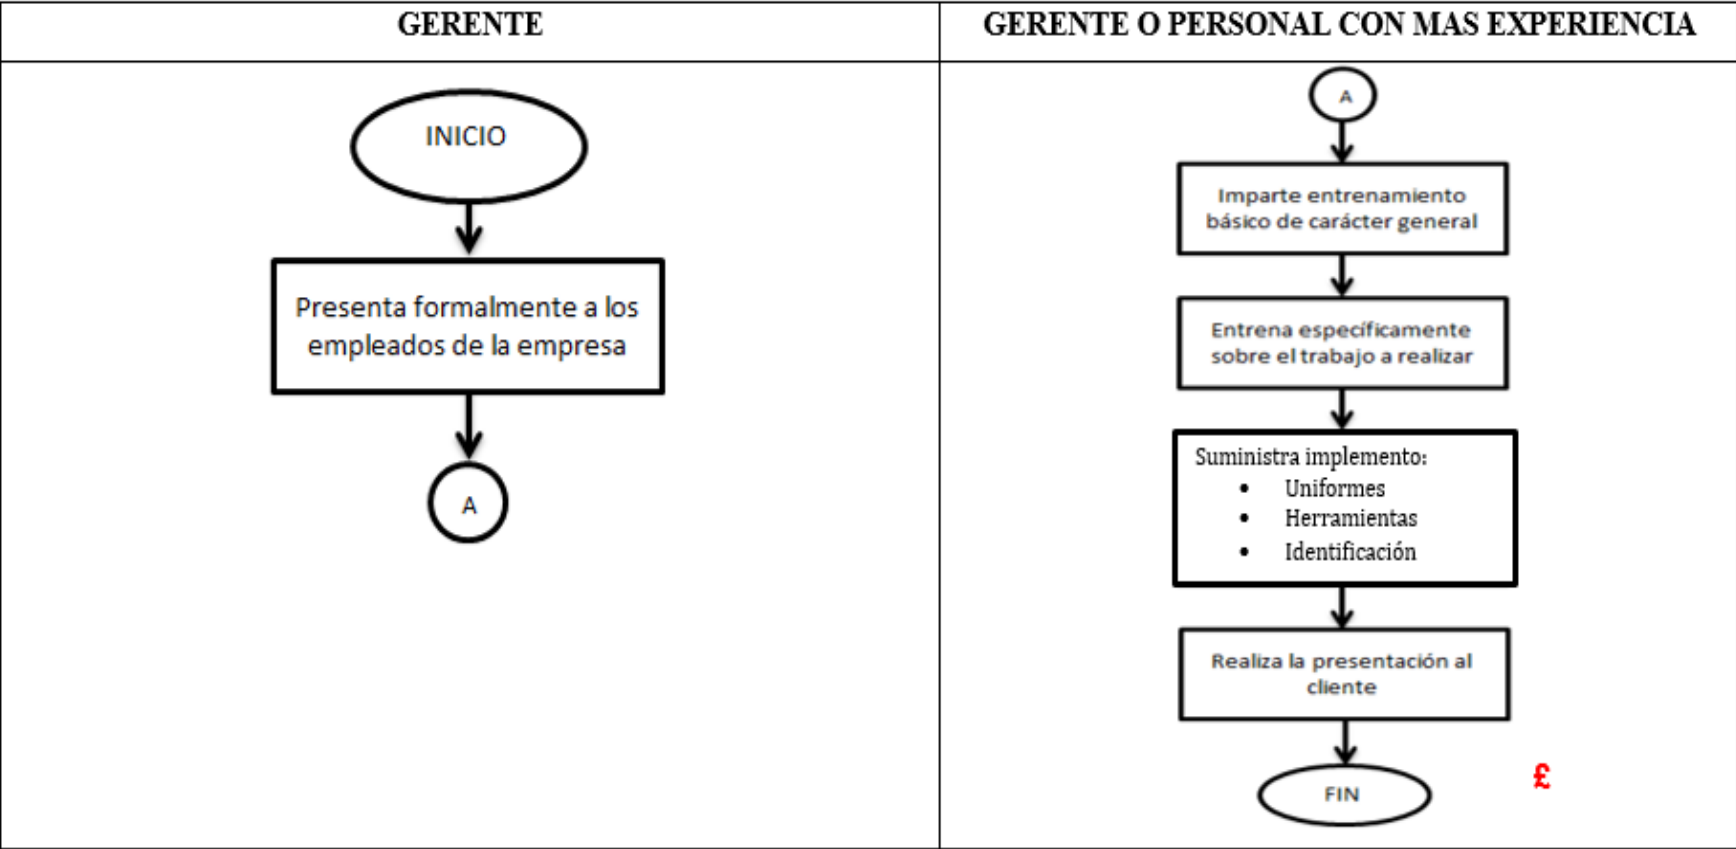 GERENTE
GERENTE O PERSONAL CON MAS EXPERIENCIA
INICIO
Presenta formalmente a los
empleados de la empresa
A
A
Imparte entrenamiento
básico de carácter general
Entrena específicamente
sobre el trabajo a realizar
Suministra implemento:
• Uniformes
• Herramientas
• Identificación
Realiza la presentación al
cliente
FIN
£